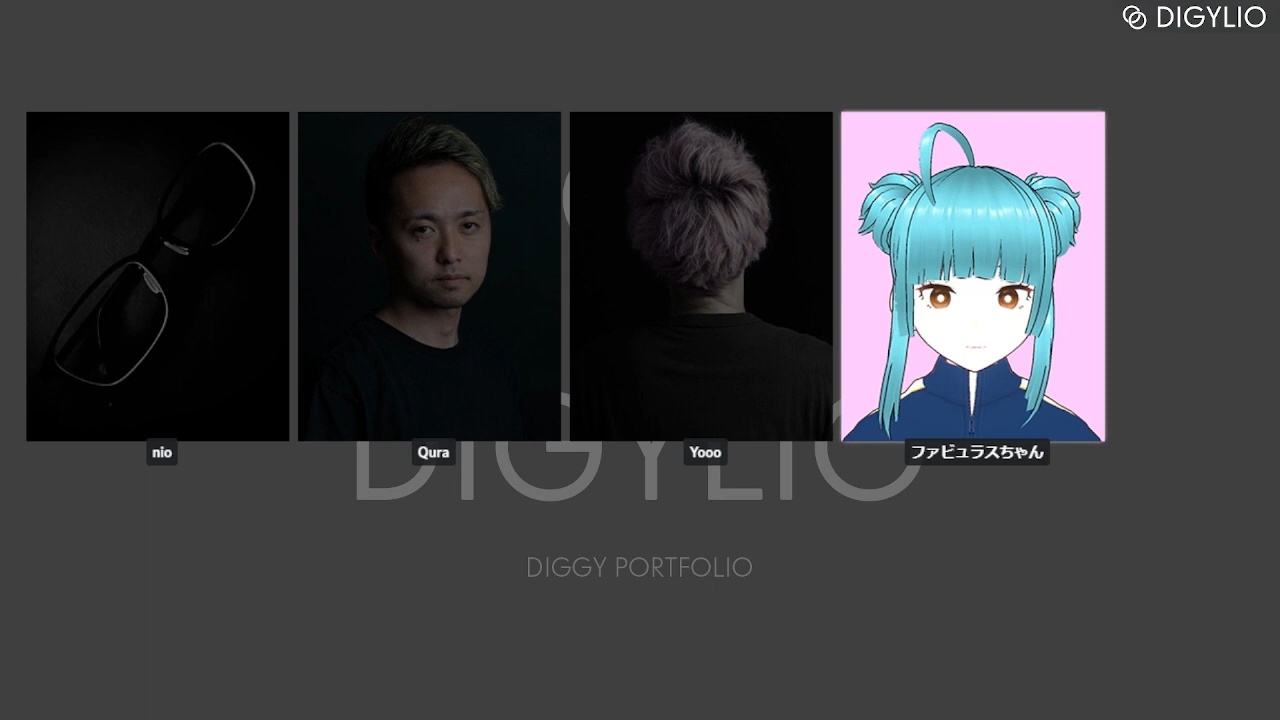 DIGYLIO
nio
Qura
Yooo
ファビュラスちゃん
DIGYLIO
DIGGY PORTFOLIO